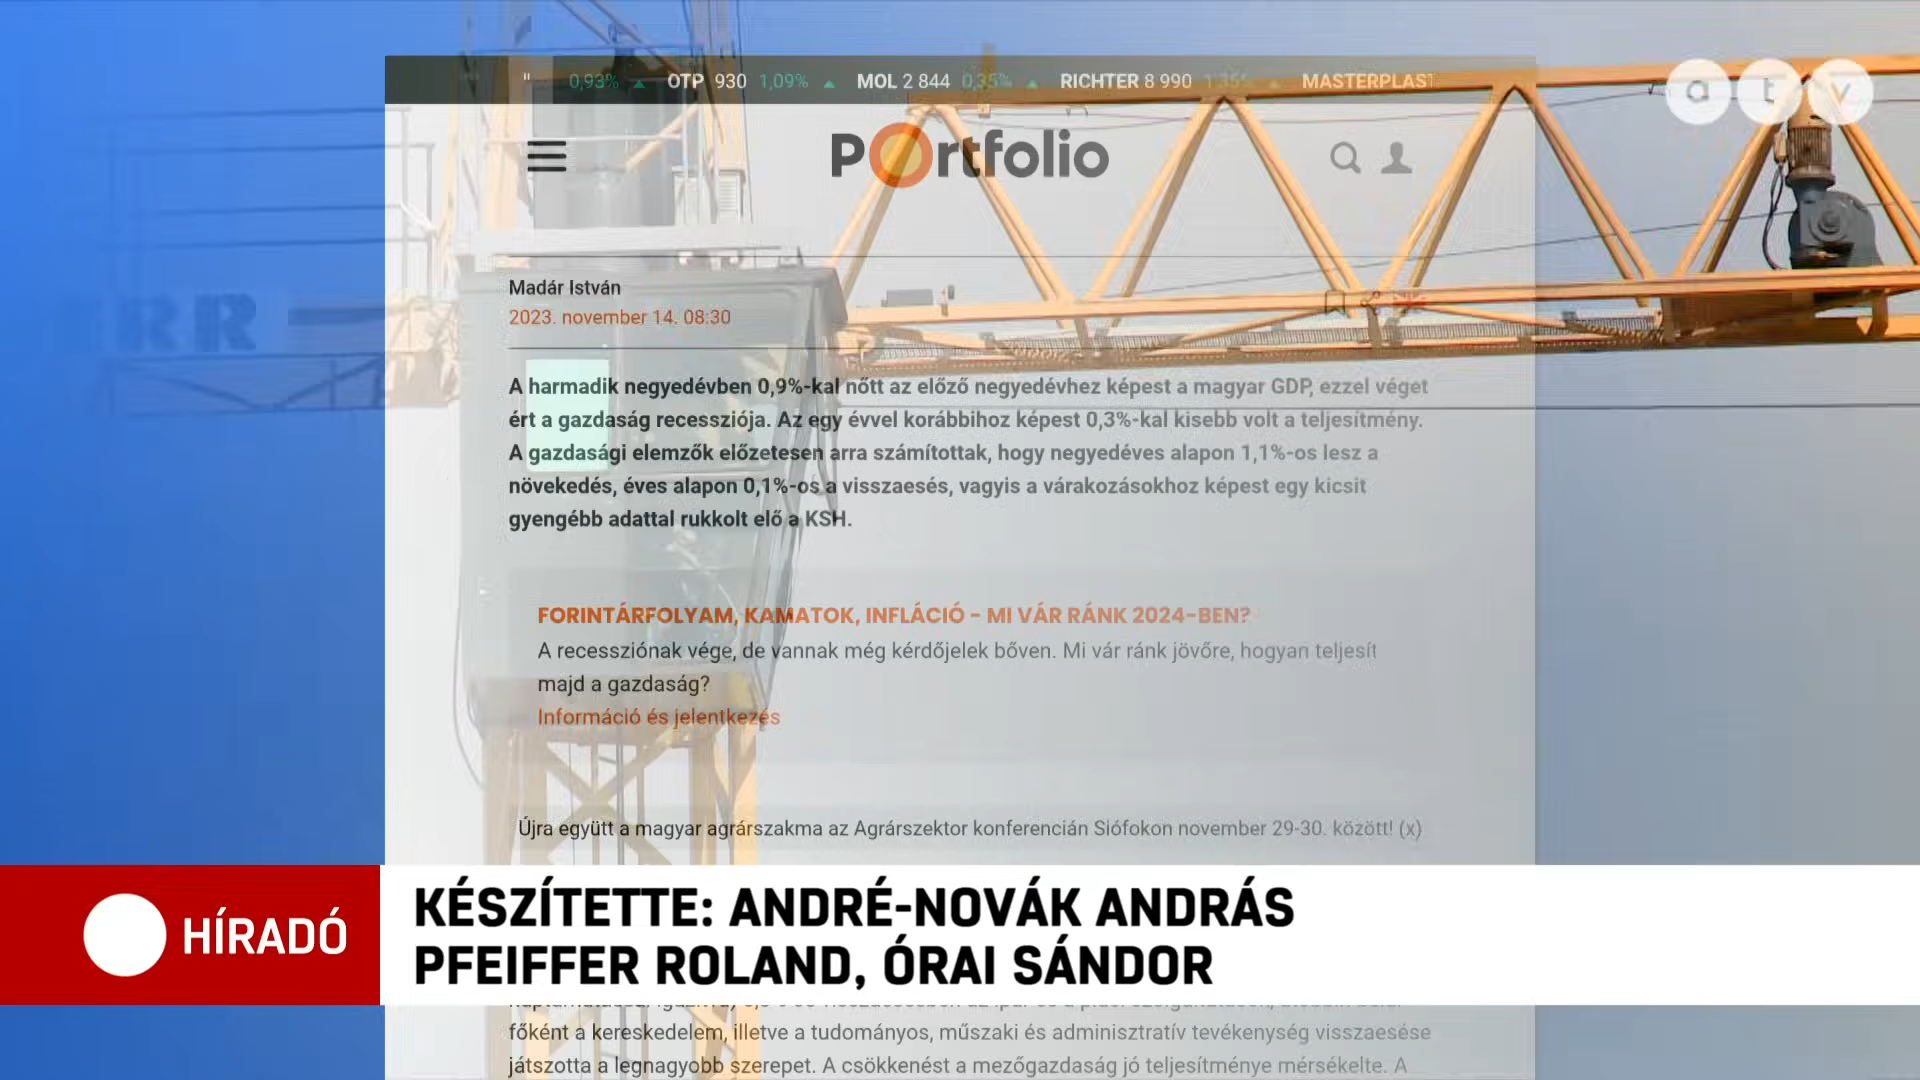 0,93% OTP 930 1,09% MOL 2 844 0,35% RICHTER 8 990 1,35% MASTERPLAST
a t v
Portfolio
Madár István
2023. november 14. 08:30
A harmadik negyedévben 0,9%-kal nőtt az előző negyedévhez képest a magyar GDP, ezzel véget
ért a gazdaság recessziója. Az egy évvel korábbihoz képest 0,3%-kal kisebb volt a teljesítmény.
A gazdasági elemzők előzetesen arra számítottak, hogy negyedéves alapon 1,1%-os lesz a
növekedés, éves alapon 0,1%-os a visszaesés, vagyis a várakozásokhoz képest egy kicsit
gyengébb adattal rukkolt elő a KSH.
FORINTÁRFOLYAM, KAMATOK, INFLÁCIÓ - MI VÁR RÁNK 2024-BEN?
A recessziónak vége, de vannak még kérdőjelek bőven. Mi vár ránk jövőre, hogyan teljesít
majd a gazdaság?
Információ és jelentkezés
Újra együtt a magyar agrárszakma az Agrárszektor konferencián Siófokon november 29-30. között! (x)
HÍRADÓ
KÉSZÍTETTE: ANDRÉ-NOVÁK ANDRÁS
PFEIFFER ROLAND, ÓRAI SÁNDOR
főként a kereskedelem, illetve a tudományos, műszaki és adminisztratív tevékenység visszaesése
játszotta a legnagyobb szerepet. A csökkenést a mezőgazdaság jó teljesítménye mérsékelte. A